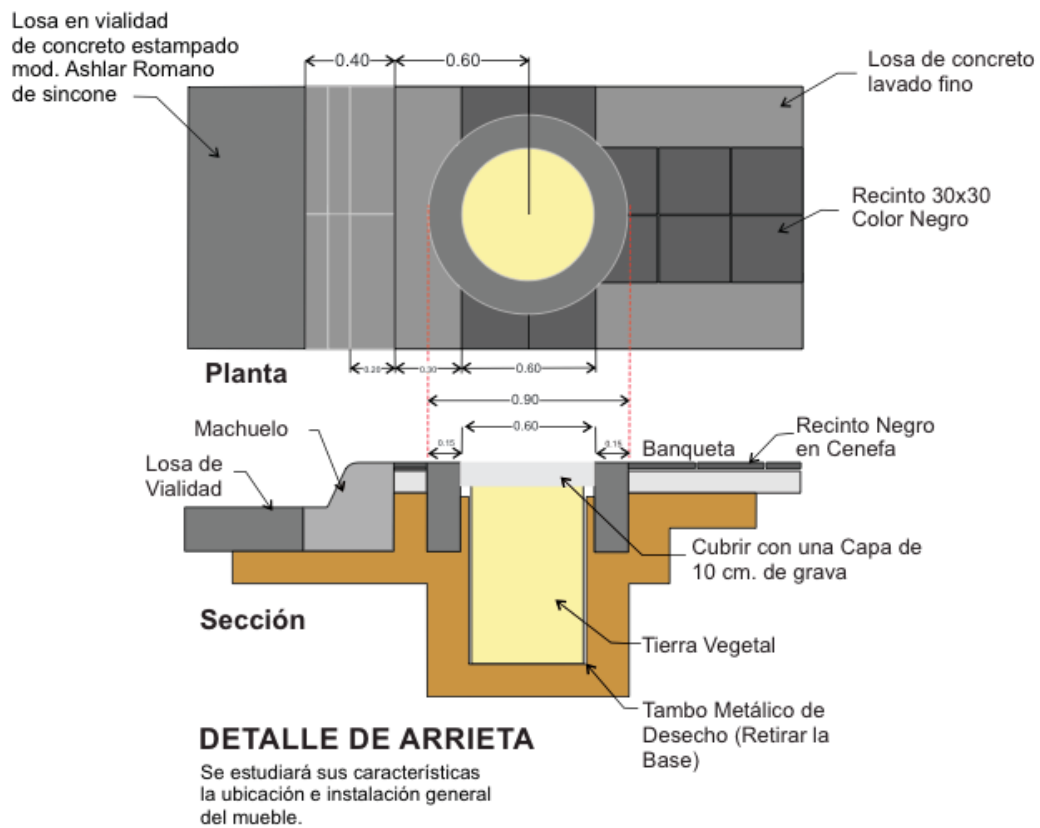 Losa en vialidad
de concreto estampado
mod. Ashlar Romano
de sincone
0.40
0.60
Losa de concreto
lavado fino
Recinto 30x30
Color Negro
Planta
0.20
0.30
0.60
0.90
0.60
0.15
0.15
Machuelo
Losa de
Vialidad
Banqueta
Recinto Negro
en Cenefa
Cubrir con una Capa de
10 cm. de grava
Sección
Tierra Vegetal
Tambo Metálico de
Desecho (Retirar la
Base)
DETALLE DE ARRIETA
Se estudiará sus características
la ubicación e instalación general
del mueble.